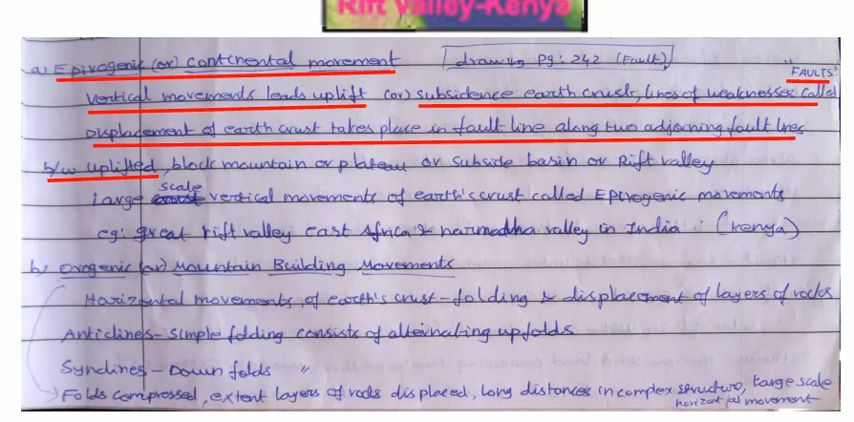 Rift Valley-Kenya
a) Epirogenic (or) Continental movement [drawing Pg: 242 (Fault)]
"FAULTS"
Vertical movements leads uplift (or) subsidence earth crusts, lines of weaknesses called
Displacement of earth crust takes place in fault line along two adjoining fault lines
b/w uplifted, block mountain or plateau or subside basin or Rift valley
Large scale vertical movements of earth's crust called Epirogenic movements
eg: great rift valley east Africa & narmadha valley in India : (kenya)
b) Orogenic (or) Mountain Building Movements
Horizontal movements, of earth's crust-folding & displacement of layers of rocks
Anticlines - Simple folding consists of alternating upfolds
Synclines - Down folds "
Folds compressed, extent layers of rocks displaced, long distances in complex structure, large scale
horizontal movement